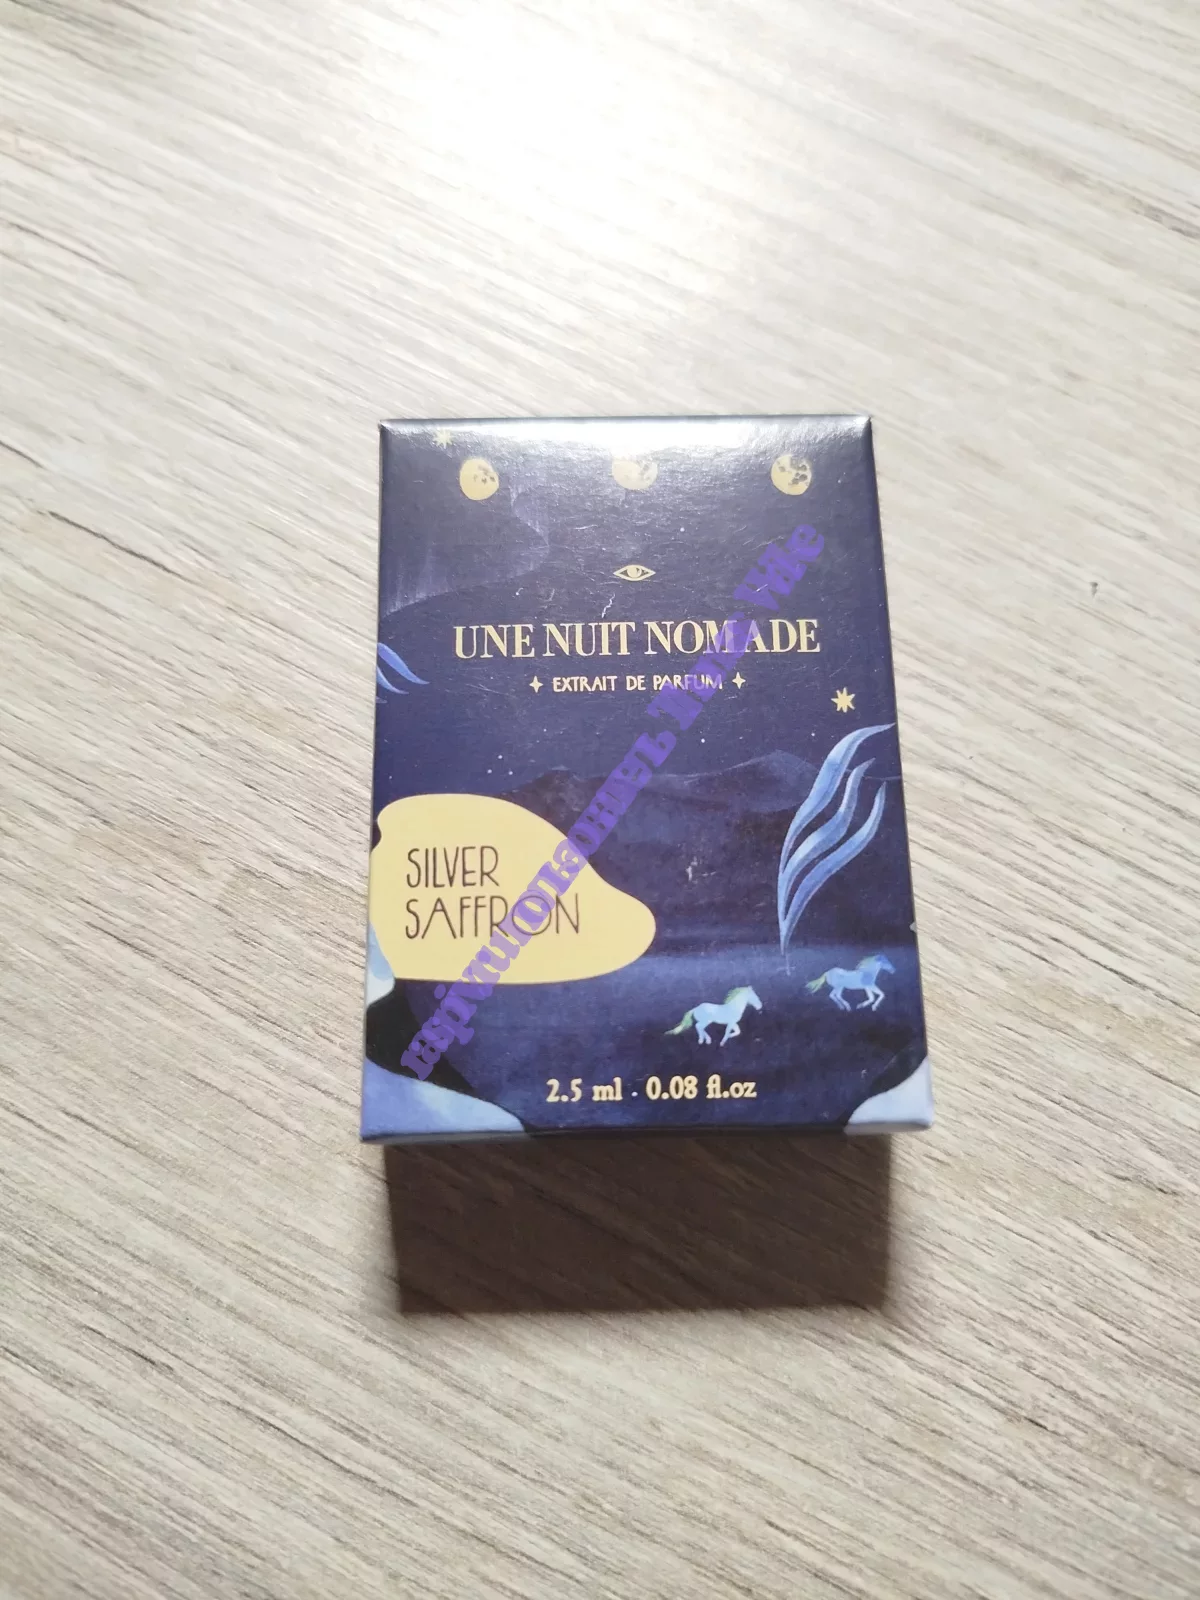 UNE NUIT NOMADE
EXTRAIT DE PARFUM
SILVER
SAFFRON
2.5 ml . 0.08 fl.oz